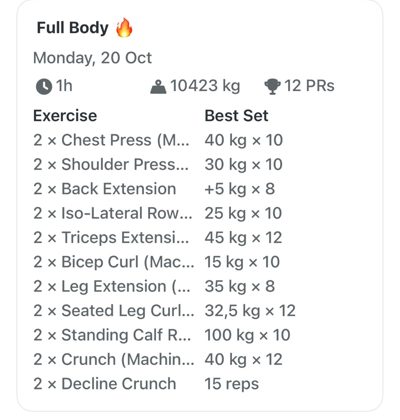 Full Body 🔥
Monday, 20 Oct
1h 10423 kg 12 PRs
Exercise Best Set
2 × Chest Press (M... 40 kg × 10
2 × Shoulder Press... 30 kg × 10
2 × Back Extension +5 kg × 8
2 × Iso-Lateral Row... 25 kg × 10
2 × Triceps Extensi... 45 kg × 12
2 × Bicep Curl (Mac... 15 kg × 10
2 × Leg Extension (... 35 kg × 8
2 × Seated Leg Curl... 32,5 kg × 12
2 × Standing Calf R... 100 kg × 10
2 × Crunch (Machin... 40 kg × 12
2 × Decline Crunch 15 reps